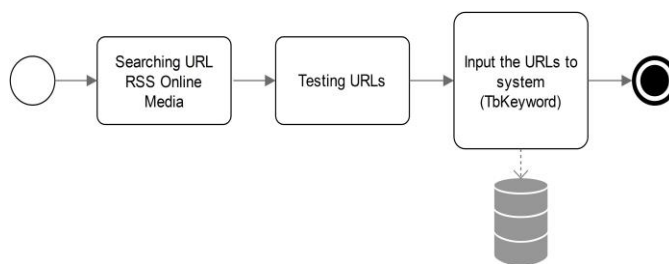 Searching URL
RSS Online
Media
Testing URLs
Input the URLs to
system
(TbKeyword)